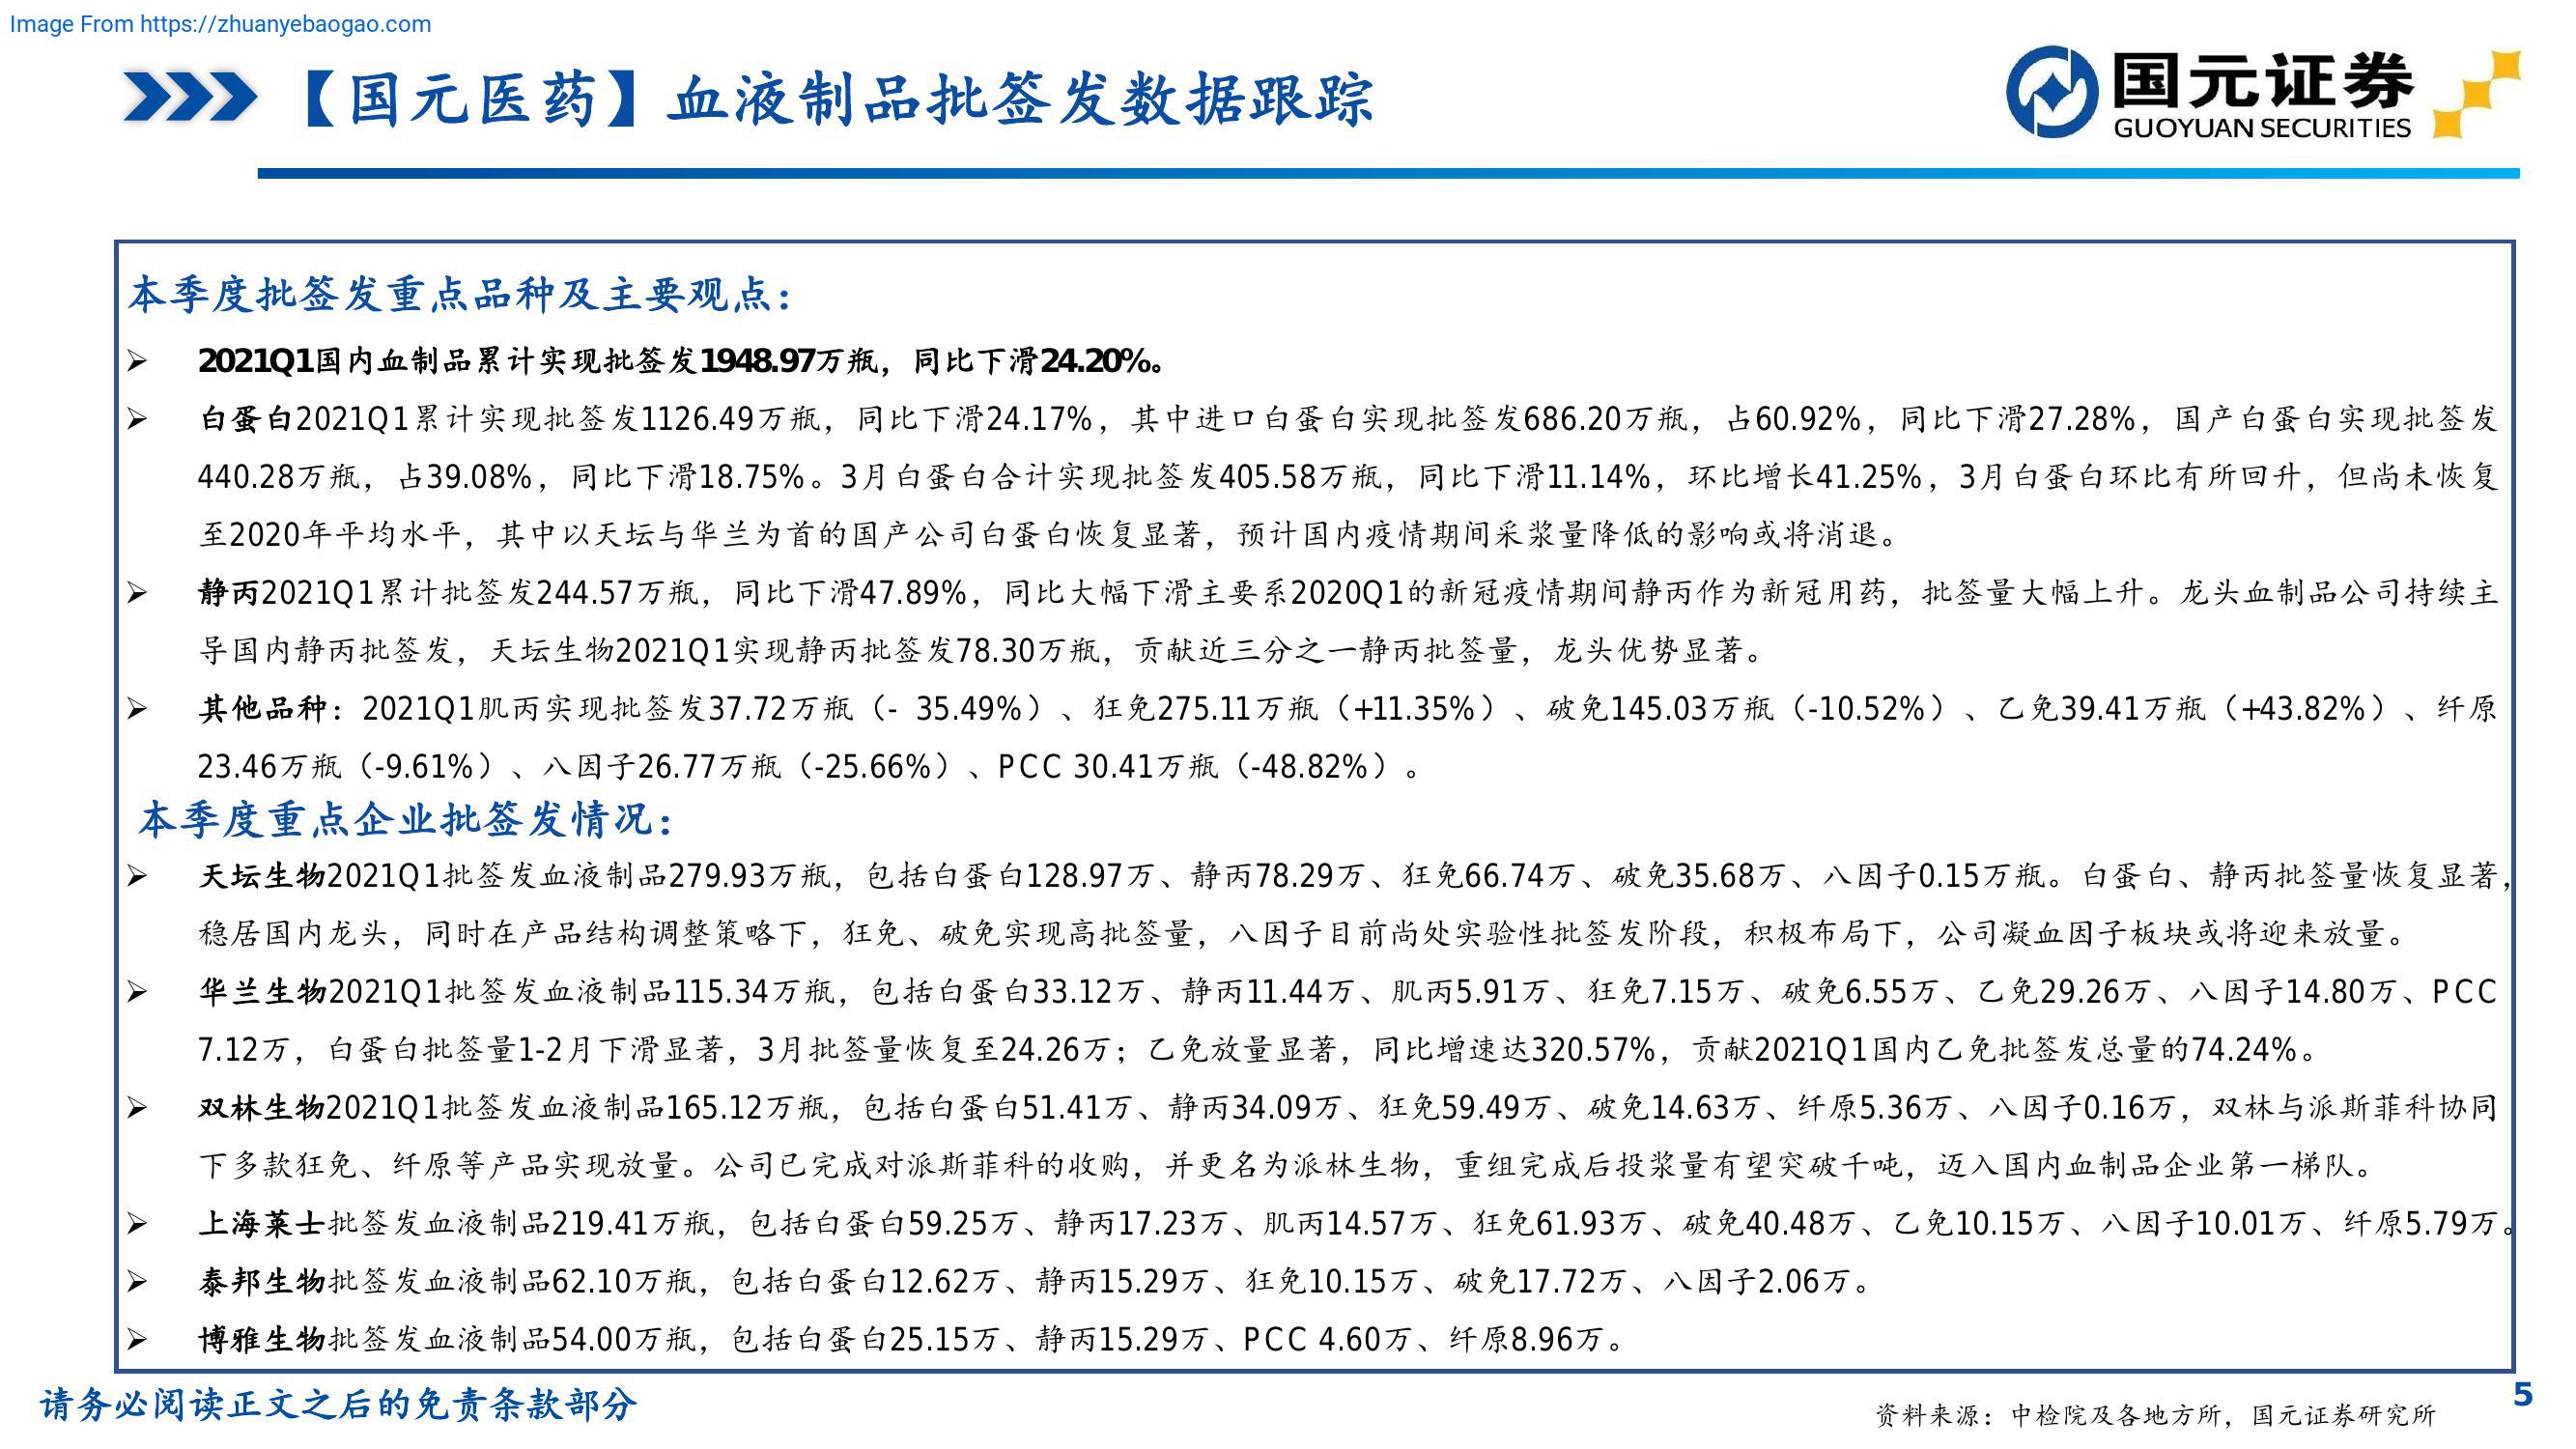 Image From https://zhuanyebaogao.com
【国元医药】血液制品批签发数据跟踪
国元证券
GUOYUAN SECURITIES
本季度批签发重点品种及主要观点：
➢ 2021Q1国内血制品累计实现批签发1948.97万瓶，同比下滑24.20%。
➢ 白蛋白2021Q1累计实现批签发1126.49万瓶，同比下滑24.17%，其中进口白蛋白实现批签发686.20万瓶，占60.92%，同比下滑27.28%，国产白蛋白实现批签发
440.28万瓶，占39.08%，同比下滑18.75%。3月白蛋白合计实现批签发405.58万瓶，同比下滑11.14%，环比增长41.25%，3月白蛋白环比有所回升，但尚未恢复
至2020年平均水平，其中以天坛与华兰为首的国产公司白蛋白恢复显著，预计国内疫情期间采浆量降低的影响或将消退。
➢ 静丙2021Q1累计批签发244.57万瓶，同比下滑47.89%，同比大幅下滑主要系2020Q1的新冠疫情期间静丙作为新冠用药，批签量大幅上升。龙头血制品公司持续主
导国内静丙批签发，天坛生物2021Q1实现静丙批签发78.30万瓶，贡献近三分之一静丙批签量，龙头优势显著。
➢ 其他品种：2021Q1肌丙实现批签发37.72万瓶（- 35.49%）、狂免275.11万瓶（+11.35%）、破免145.03万瓶（-10.52%）、乙免39.41万瓶（+43.82%）、纤原
23.46万瓶（-9.61%）、八因子26.77万瓶（-25.66%）、PCC 30.41万瓶（-48.82%）。
本季度重点企业批签发情况：
➢ 天坛生物2021Q1批签发血液制品279.93万瓶，包括白蛋白128.97万、静丙78.29万、狂免66.74万、破免35.68万、八因子0.15万瓶。白蛋白、静丙批签量恢复显著，
稳居国内龙头，同时在产品结构调整策略下，狂免、破免实现高批签量，八因子目前尚处实验性批签发阶段，积极布局下，公司凝血因子板块或将迎来放量。
➢ 华兰生物2021Q1批签发血液制品115.34万瓶，包括白蛋白33.12万、静丙11.44万、肌丙5.91万、狂免7.15万、破免6.55万、乙免29.26万、八因子14.80万、PCC
7.12万，白蛋白批签量1-2月下滑显著，3月批签量恢复至24.26万；乙免放量显著，同比增速达320.57%，贡献2021Q1国内乙免批签发总量的74.24%。
➢ 双林生物2021Q1批签发血液制品165.12万瓶，包括白蛋白51.41万、静丙34.09万、狂免59.49万、破免14.63万、纤原5.36万、八因子0.16万，双林与派斯菲科协同
下多款狂免、纤原等产品实现放量。公司已完成对派斯菲科的收购，并更名为派林生物，重组完成后投浆量有望突破千吨，迈入国内血制品企业第一梯队。
➢ 上海莱士批签发血液制品219.41万瓶，包括白蛋白59.25万、静丙17.23万、肌丙14.57万、狂免61.93万、破免40.48万、乙免10.15万、八因子10.01万、纤原5.79万。
➢ 泰邦生物批签发血液制品62.10万瓶，包括白蛋白12.62万、静丙15.29万、狂免10.15万、破免17.72万、八因子2.06万。
➢ 博雅生物批签发血液制品54.00万瓶，包括白蛋白25.15万、静丙15.29万、PCC 4.60万、纤原8.96万。
请务必阅读正文之后的免责条款部分
资料来源：中检院及各地方所，国元证券研究所
5